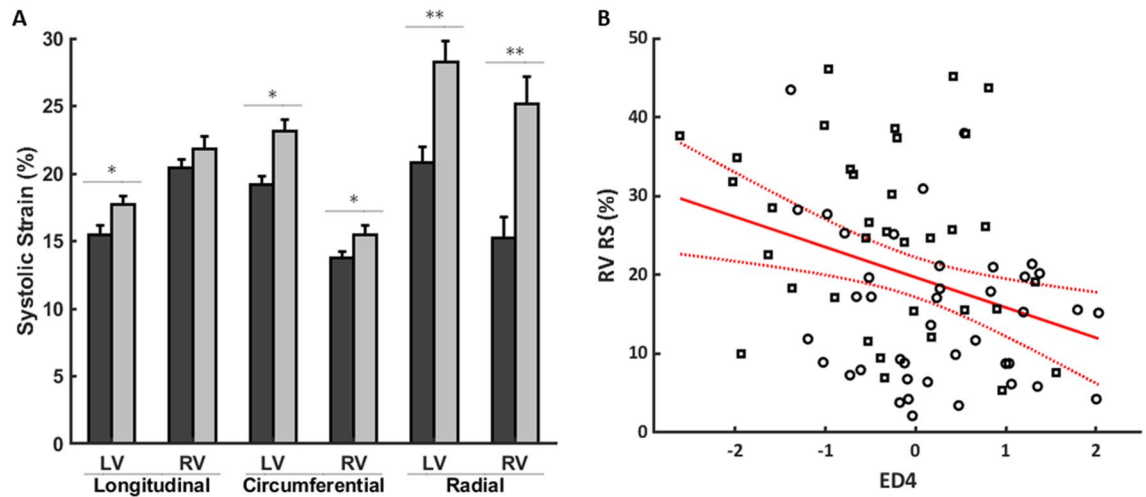 A
B
Systolic Strain (%)
30
25
20
15
10
5
0
*
*
*
**
**
LV RV LV RV LV RV
Longitudinal Circumferential Radial
RV RS (%)
50
40
30
20
10
0
-2 -1 0 1 2
ED4